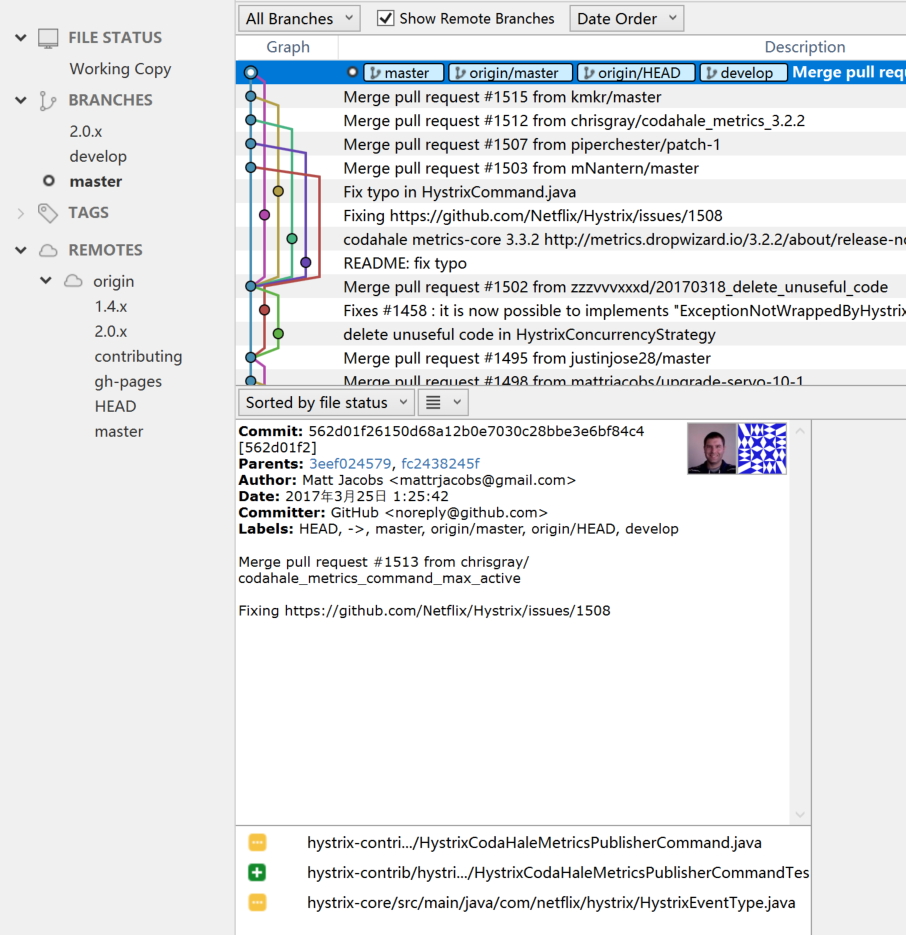 FILE STATUS
Working Copy
BRANCHES
2.0.x
develop
master
TAGS
REMOTES
origin
1.4.x
2.0.x
contributing
gh-pages
HEAD
master
All Branches
Show Remote Branches
Date Order
Graph
Description
master origin/master origin/HEAD develop Merge pull requ
Merge pull request #1515 from kmkr/master
Merge pull request #1512 from chrisgray/codahale_metrics_3.2.2
Merge pull request #1507 from piperchester/patch-1
Merge pull request #1503 from mNantern/master
Fix typo in HystrixCommand.java
Fixing https://github.com/Netflix/Hystrix/issues/1508
codahale metrics-core 3.3.2 http://metrics.dropwizard.io/3.2.2/about/release-no
README: fix typo
Merge pull request #1502 from zzzvvvxxxd/20170318_delete_unuseful_code
Fixes #1458 : it is now possible to implements "ExceptionNotWrappedByHystrix
delete unuseful code in HystrixConcurrencyStrategy
Merge pull request #1495 from justinjose28/master
Merge pull request #1498 from mattrjacobs/upgrade-servo-10-1
Sorted by file status
Commit: 562d01f26150d68a12b0e7030c28bbe3e6bf84c4
[562d01f2]
Parents: 3eef024579, fc2438245f
Author: Matt Jacobs <mattrjacobs@gmail.com>
Date: 2017年3月25日 1:25:42
Committer: GitHub <noreply@github.com>
Labels: HEAD, ->, master, origin/master, origin/HEAD, develop
Merge pull request #1513 from chrisgray/
codahale_metrics_command_max_active
Fixing https://github.com/Netflix/Hystrix/issues/1508
hystrix-contri.../HystrixCodaHaleMetricsPublisherCommand.java
hystrix-contrib/hystri.../HystrixCodaHaleMetricsPublisherCommandTes
hystrix-core/src/main/java/com/netflix/hystrix/HystrixEventType.java